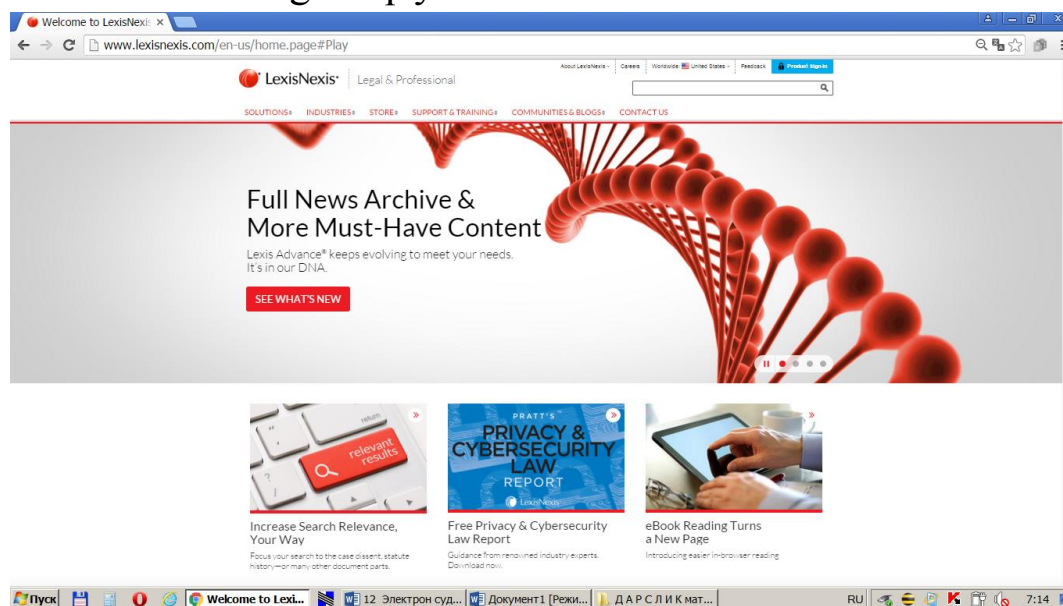 Welcome to LexisNexis
www.lexisnexis.com/en-us/home.page#Play
About LexisNexis
Careers
Worldwide: United States
Feedback
Product Sign-in
LexisNexis® Legal & Professional
SOLUTIONS INDUSTRIES STORE SUPPORT & TRAINING COMMUNITIES & BLOGS CONTACT US
Full News Archive &
More Must-Have Content
Lexis Advance® keeps evolving to meet your needs.
It's in our DNA.
SEE WHAT'S NEW
return
relevant
results
PRATT'S™
PRIVACY &
CYBERSECURITY
LAW
REPORT
LexisNexis
Increase Search Relevance,
Your Way
Focus your search to the case dissent, statute
history—or many other document parts.
Free Privacy & Cybersecurity
Law Report
Guidance from renowned industry experts.
Download now.
eBook Reading Turns
a New Page
Introducing easier in-browser reading
Пуск
Welcome to Lexi...
12 Электрон суд...
Документ1 [Режи...
Д А Р С Л И К мат...
RU
7:14